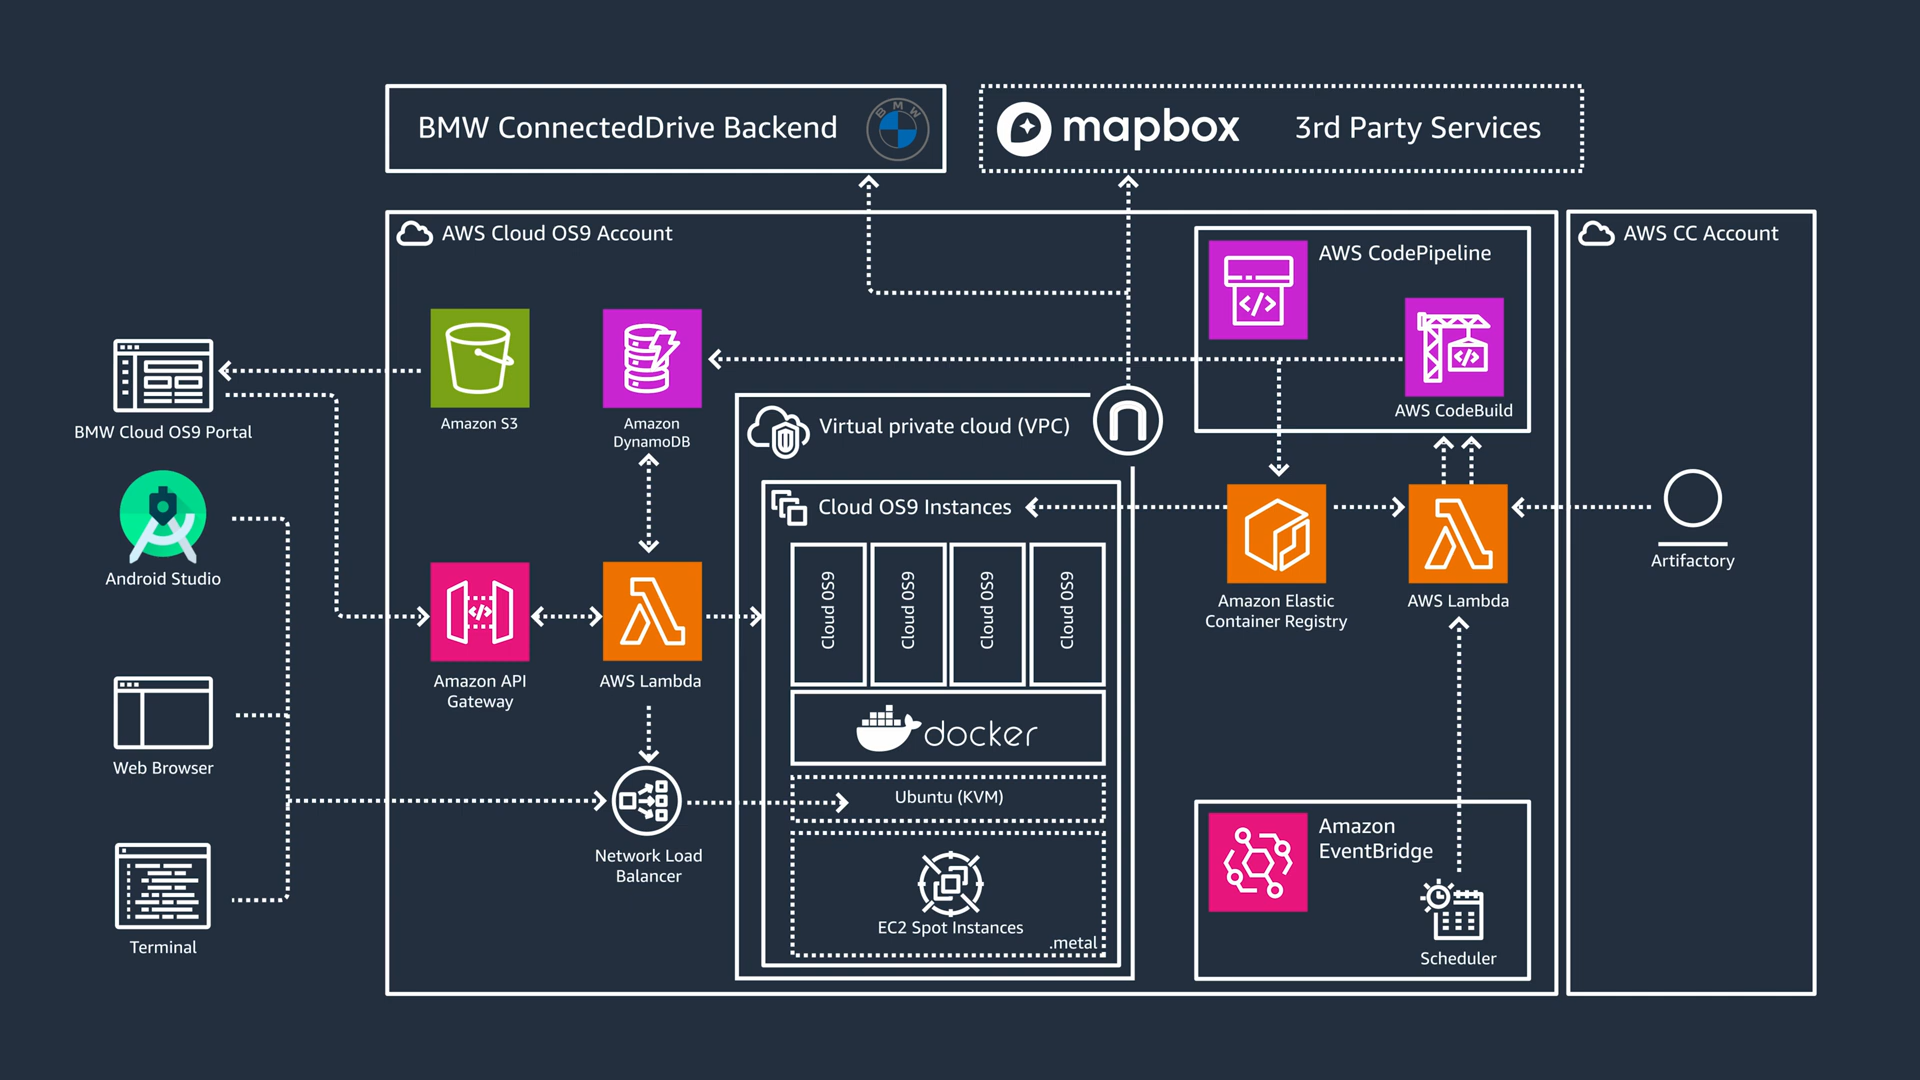 BMW ConnectedDrive Backend
BMW
mapbox
3rd Party Services
AWS Cloud OS9 Account
AWS CC Account
AWS CodePipeline
</>
</>
AWS CodeBuild
BMW Cloud OS9 Portal
Amazon S3
Amazon
DynamoDB
Virtual private cloud (VPC)
Cloud OS9 Instances
Cloud OS9
Cloud OS9
Cloud OS9
Cloud OS9
Android Studio
</>
Amazon API
Gateway
AWS Lambda
Amazon Elastic
Container Registry
AWS Lambda
Artifactory
docker
Web Browser
Ubuntu (KVM)
Network Load
Balancer
EC2 Spot Instances
.metal
Amazon
EventBridge
Terminal
Scheduler